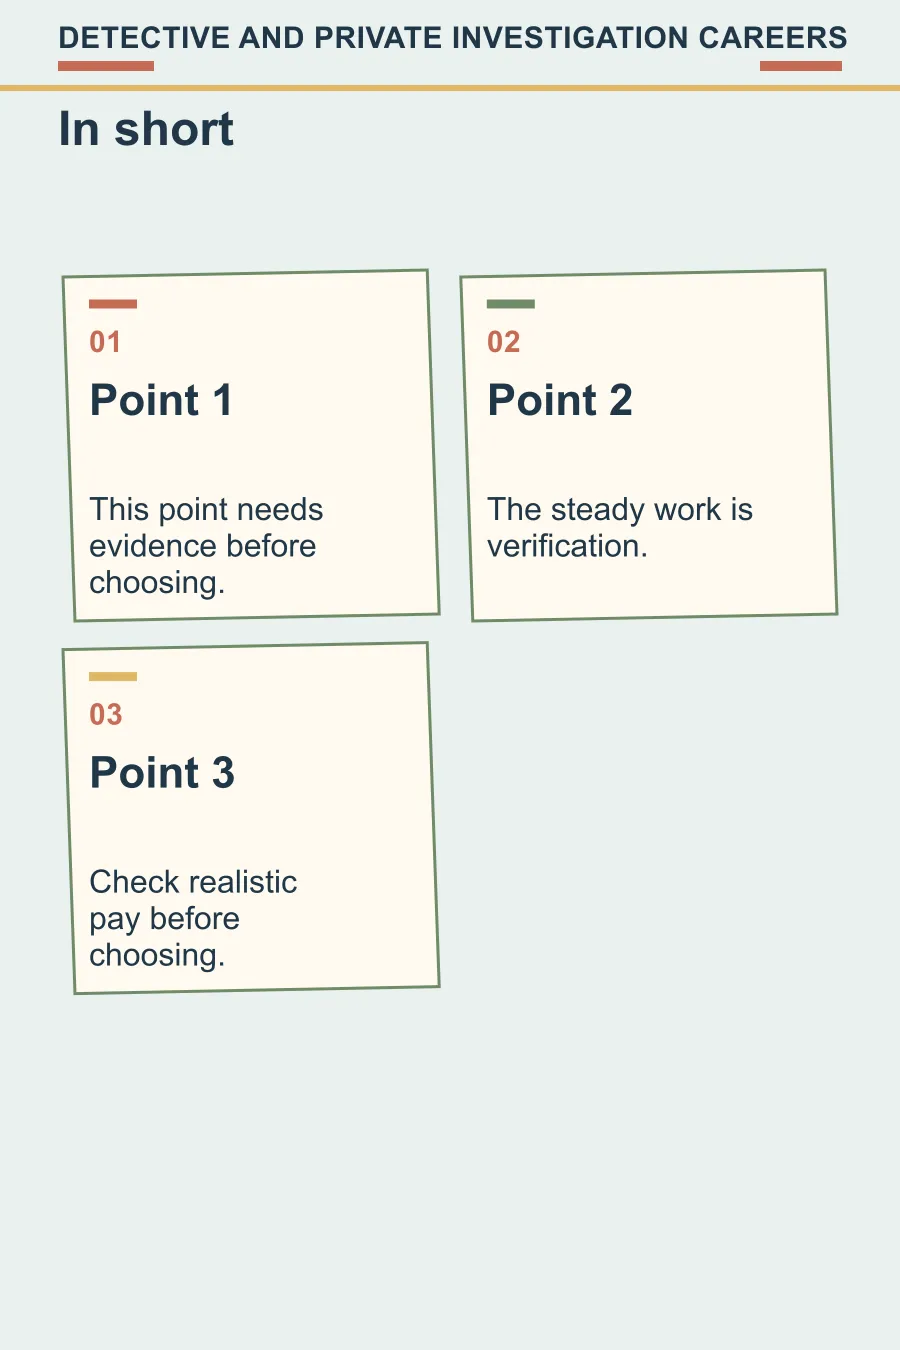 DETECTIVE AND PRIVATE INVESTIGATION CAREERS
In short
01
Point 1
This point needs
evidence before
choosing.
02
Point 2
The steady work is
verification.
03
Point 3
Check realistic
pay before
choosing.